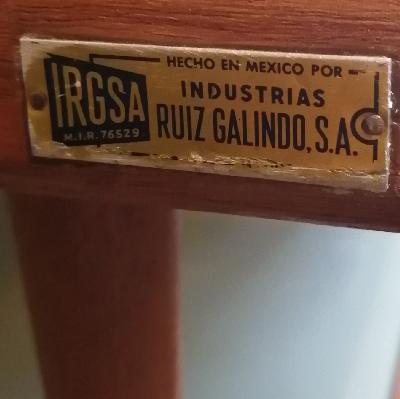 IRGSA
M.I.R. 76529
HECHO EN MEXICO POR
INDUSTRIAS
RUIZ GALINDO, S.A.